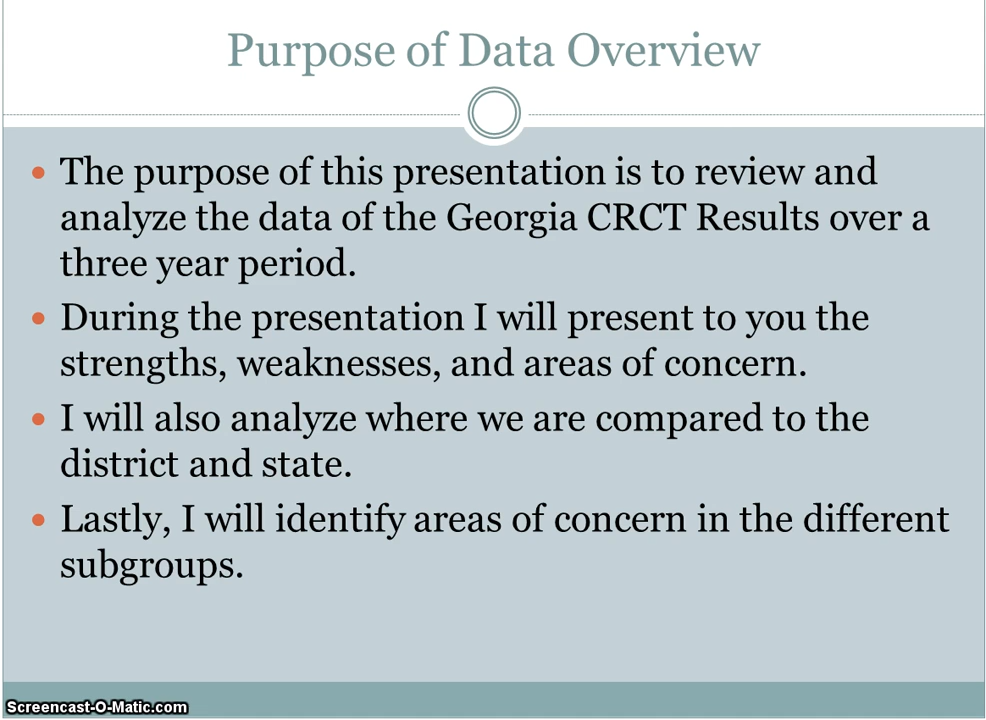 Purpose of Data Overview
• The purpose of this presentation is to review and
analyze the data of the Georgia CRCT Results over a
three year period.
• During the presentation I will present to you the
strengths, weaknesses, and areas of concern.
• I will also analyze where we are compared to the
district and state.
• Lastly, I will identify areas of concern in the different
subgroups.
Screencast-O-Matic.com